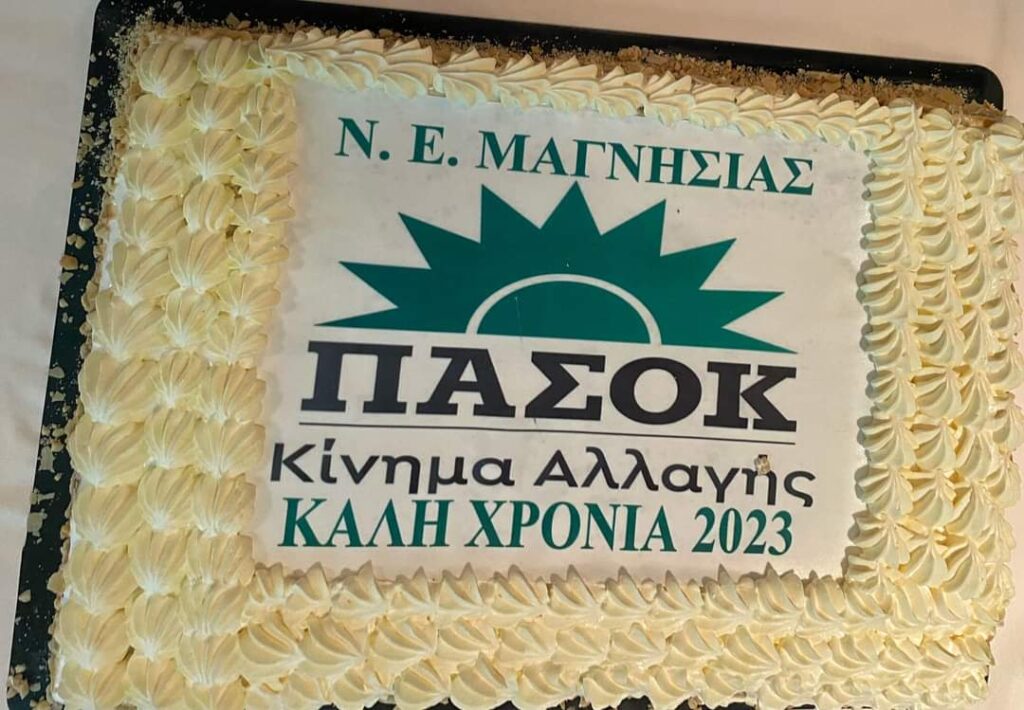 Ν. Ε. ΜΑΓΝΗΣΙΑΣ
ΠΑΣΟΚ
Κίνημα Αλλαγής
ΚΑΛΗ ΧΡΟΝΙΑ 2023